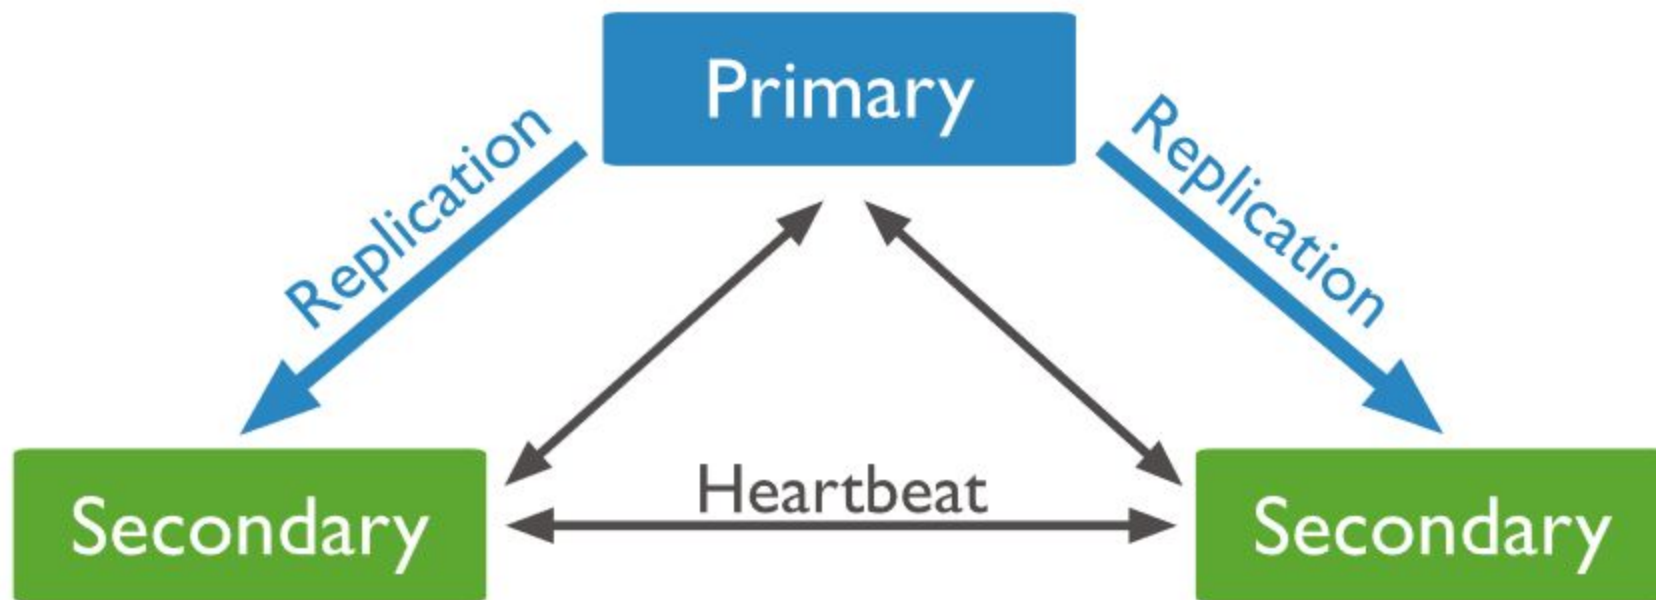 Primary
Replication
Replication
Heartbeat
Secondary
Secondary